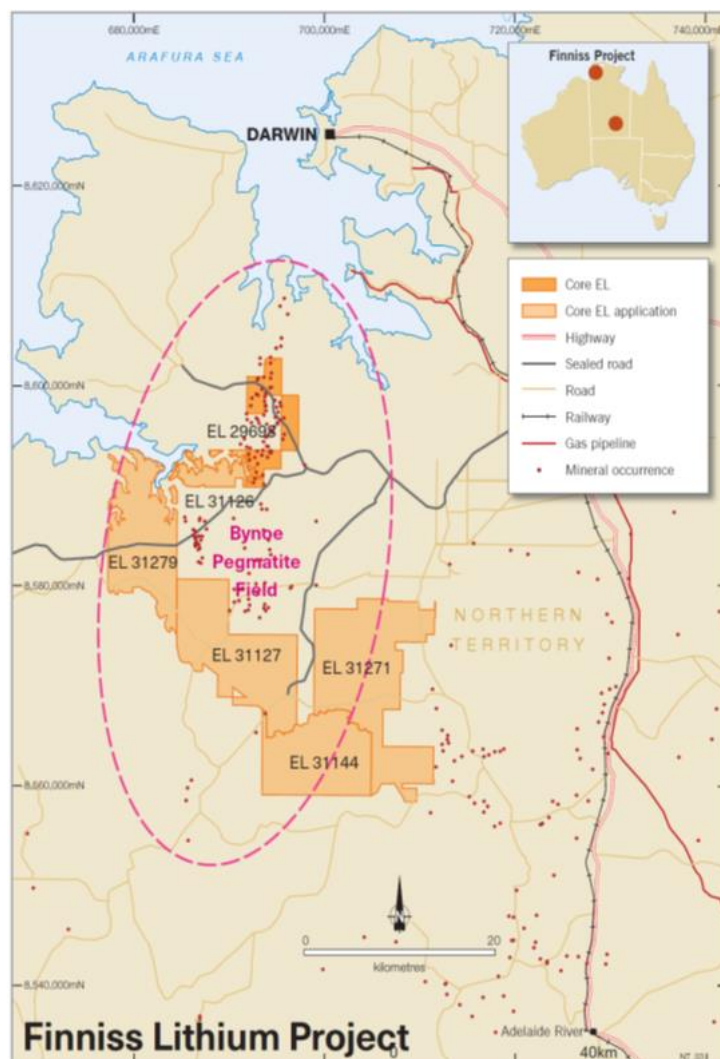 680,000mE
700,000mE
720,000mE
740,000mE
ARAFURA SEA
Finniss Project
DARWIN
8,620,000mN
Core EL
Core EL application
Highway
Sealed road
Road
Railway
Gas pipeline
Mineral occurrence
8,600,000mN
EL 29698
EL 31126
Bynoe
Pegmatite
Field
EL 31279
8,580,000mN
NORTHERN
TERRITORY
EL 31127
EL 31271
EL 31144
8,560,000mN
N
0 20
kilometres
8,540,000mN
Adelaide River
Finniss Lithium Project
0 40km